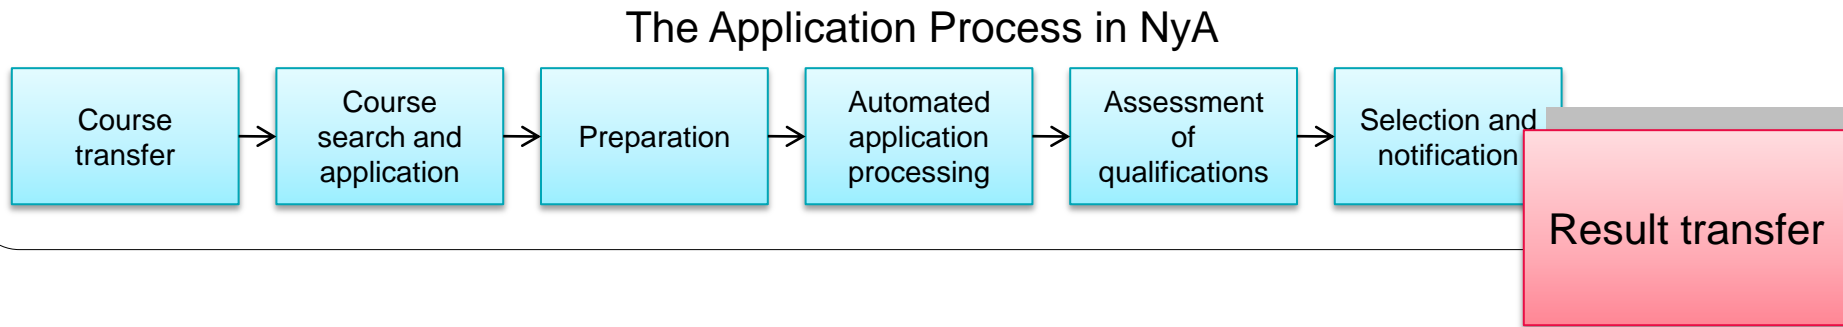 The Application Process in NyA
Course
transfer
Course
search and
application
Preparation
Automated
application
processing
Assessment
of
qualifications
Selection and
notification
Result transfer